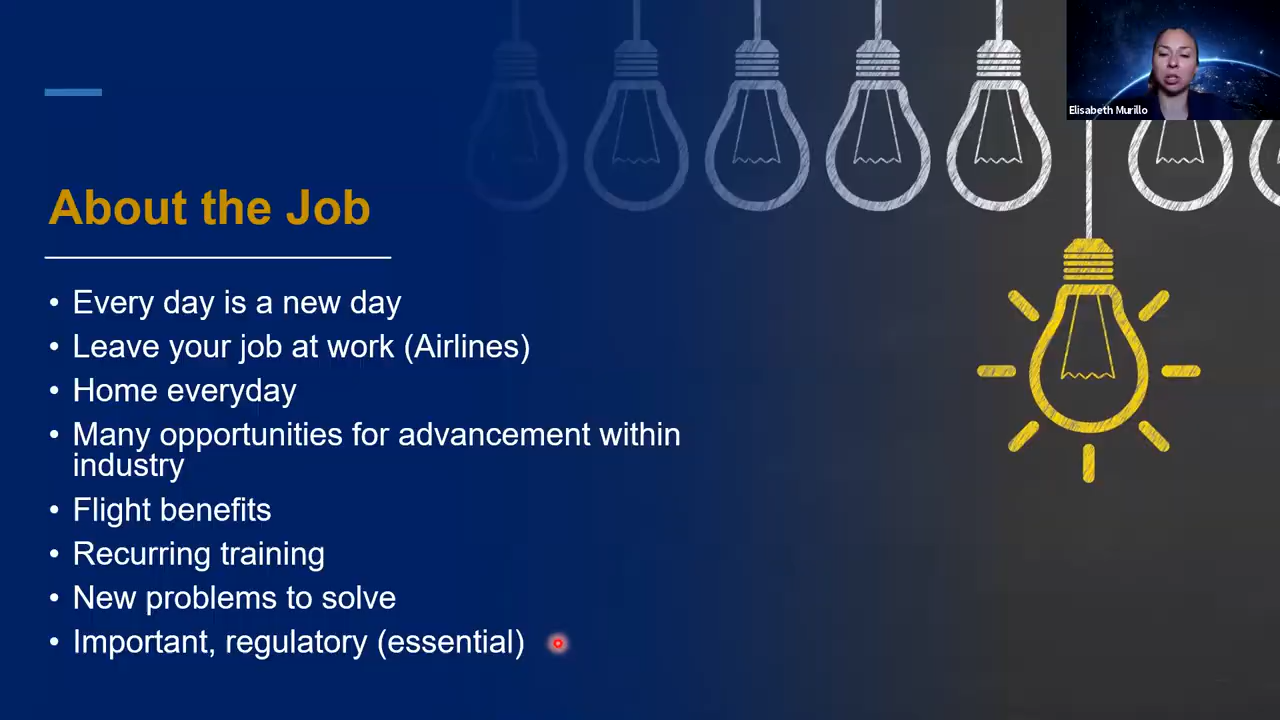 Elisabeth Murillo
About the Job
• Every day is a new day
• Leave your job at work (Airlines)
• Home everyday
• Many opportunities for advancement within
industry
• Flight benefits
• Recurring training
• New problems to solve
• Important, regulatory (essential)